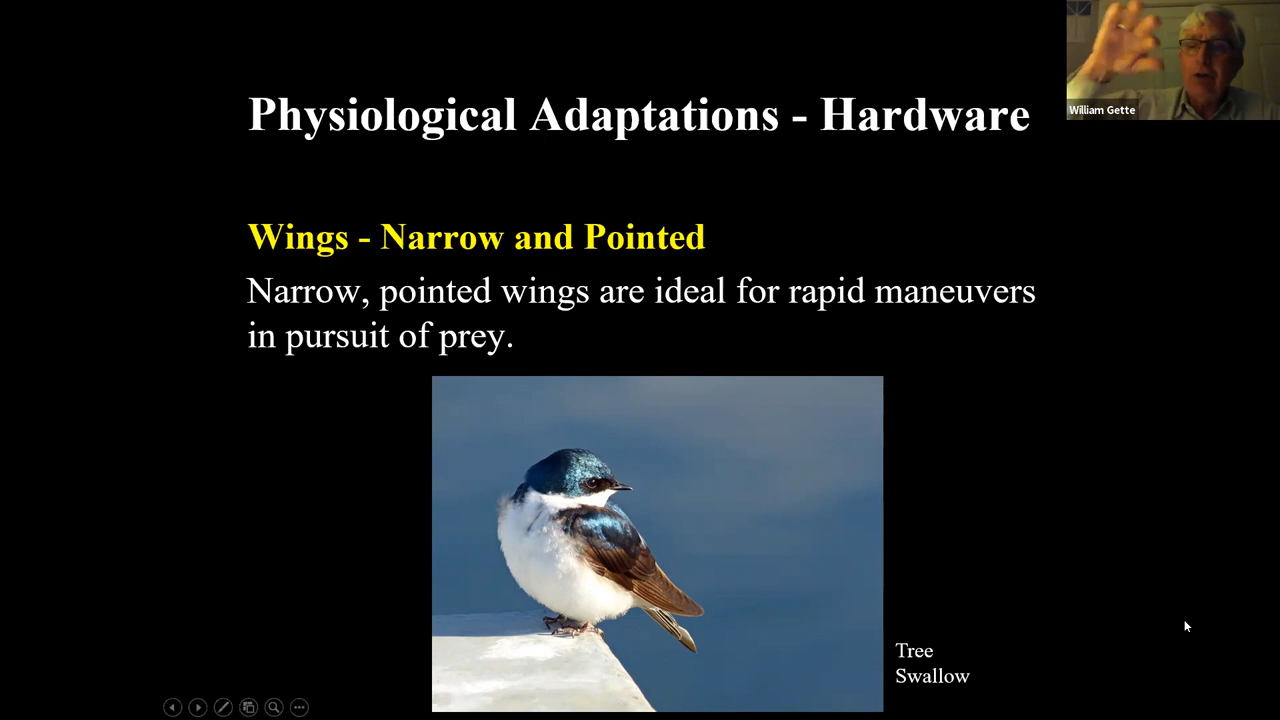 William Gette
Physiological Adaptations - Hardware
Wings - Narrow and Pointed
Narrow, pointed wings are ideal for rapid maneuvers
in pursuit of prey.
Tree
Swallow